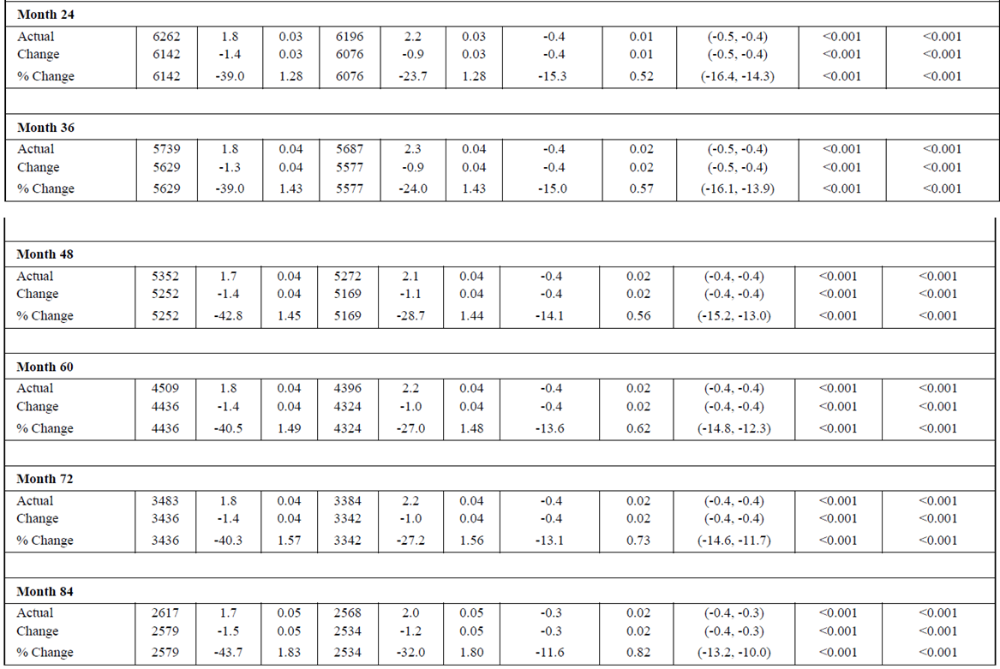 Month 24
Actual 6262 1.8 0.03 6196 2.2 0.03 -0.4 0.01 (-0.5, -0.4) <0.001 <0.001
Change 6142 -1.4 0.03 6076 -0.9 0.03 -0.4 0.01 (-0.5, -0.4) <0.001 <0.001
% Change 6142 -39.0 1.28 6076 -23.7 1.28 -15.3 0.52 (-16.4, -14.3) <0.001 <0.001
Month 36
Actual 5739 1.8 0.04 5687 2.3 0.04 -0.4 0.02 (-0.5, -0.4) <0.001 <0.001
Change 5629 -1.3 0.04 5577 -0.9 0.04 -0.4 0.02 (-0.5, -0.4) <0.001 <0.001
% Change 5629 -39.0 1.43 5577 -24.0 1.43 -15.0 0.57 (-16.1, -13.9) <0.001 <0.001
Month 48
Actual 5352 1.7 0.04 5272 2.1 0.04 -0.4 0.02 (-0.4, -0.4) <0.001 <0.001
Change 5252 -1.4 0.04 5169 -1.1 0.04 -0.4 0.02 (-0.4, -0.4) <0.001 <0.001
% Change 5252 -42.8 1.45 5169 -28.7 1.44 -14.1 0.56 (-15.2, -13.0) <0.001 <0.001
Month 60
Actual 4509 1.8 0.04 4396 2.2 0.04 -0.4 0.02 (-0.4, -0.4) <0.001 <0.001
Change 4436 -1.4 0.04 4324 -1.0 0.04 -0.4 0.02 (-0.4, -0.4) <0.001 <0.001
% Change 4436 -40.5 1.49 4324 -27.0 1.48 -13.6 0.62 (-14.8, -12.3) <0.001 <0.001
Month 72
Actual 3483 1.8 0.04 3384 2.2 0.04 -0.4 0.02 (-0.4, -0.4) <0.001 <0.001
Change 3436 -1.4 0.04 3342 -1.0 0.04 -0.4 0.02 (-0.4, -0.4) <0.001 <0.001
% Change 3436 -40.3 1.57 3342 -27.2 1.56 -13.1 0.73 (-14.6, -11.7) <0.001 <0.001
Month 84
Actual 2617 1.7 0.05 2568 2.0 0.05 -0.3 0.02 (-0.4, -0.3) <0.001 <0.001
Change 2579 -1.5 0.05 2534 -1.2 0.05 -0.3 0.02 (-0.4, -0.3) <0.001 <0.001
% Change 2579 -43.7 1.83 2534 -32.0 1.80 -11.6 0.82 (-13.2, -10.0) <0.001 <0.001